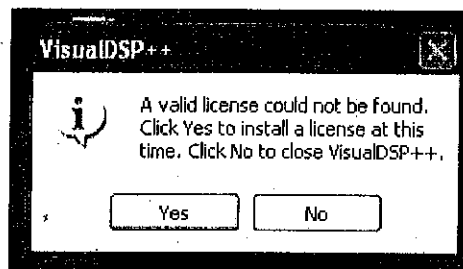 VisualDSP++
A valid license could not be found.
Click Yes to install a license at this
time. Click No to close VisualDSP++.
Yes
No